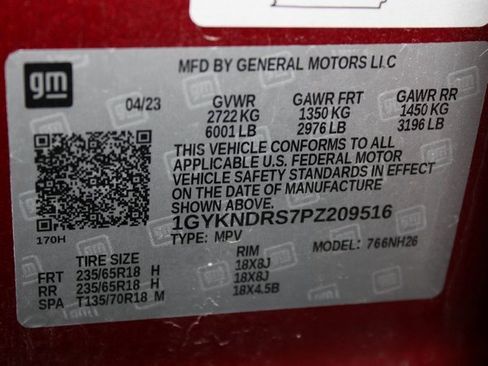 gm
MFD BY GENERAL MOTORS LLC
04/23 GVWR GAWR FRT GAWR RR
2722 KG 1350 KG 1450 KG
6001 LB 2976 LB 3196 LB
THIS VEHICLE CONFORMS TO ALL
APPLICABLE U.S. FEDERAL MOTOR
VEHICLE SAFETY STANDARDS IN EFFECT
ON THE DATE OF MANUFACTURE
SHOWN ABOVE.
1GYKNDRS7PZ209516
170H
TYPE: MPV MODEL: 766NH26
TIRE SIZE RIM
FRT 235/65R18 H 18X8J
RR 235/65R18 H 18X8J
SPA T135/70R18 M 18X4.5B